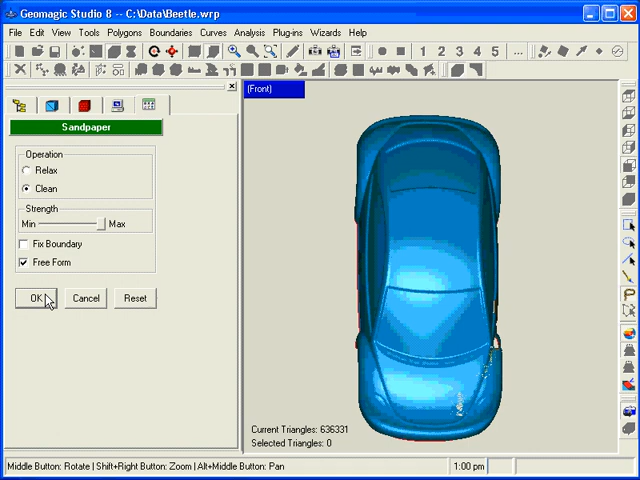 Geomagic Studio 8 -- C:\Data\Beetle.wrp
File Edit View Tools Polygons Boundaries Curves Analysis Plug-ins Wizards Help
1 2 3 4 5 ...
(Front)
Sandpaper
Operation
Relax
Clean
Strength
Min Max
Fix Boundary
Free Form
OK Cancel Reset
Current Triangles: 636331
Selected Triangles: 0
Middle Button: Rotate | Shift+Right Button: Zoom | Alt+Middle Button: Pan 1:00 pm